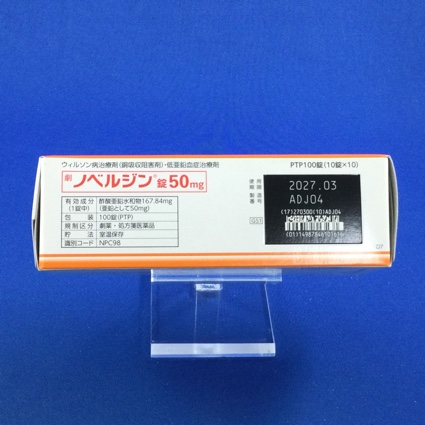 ウィルソン病治療剤(銅吸収阻害剤)・低亜鉛血症治療剤
PTP100錠(10錠×10)
劇 ノベルジン®錠50mg
有効成分(1錠中) 酢酸亜鉛水和物167.84mg(亜鉛として50mg)
包装 100錠(PTP)
規制区分 劇薬・処方箋医薬品
貯法 室温保存
識別コード NPC98
使用期限 2027.03
製造番号 ADJ04
(17)270300(10)ADJ04
GS1